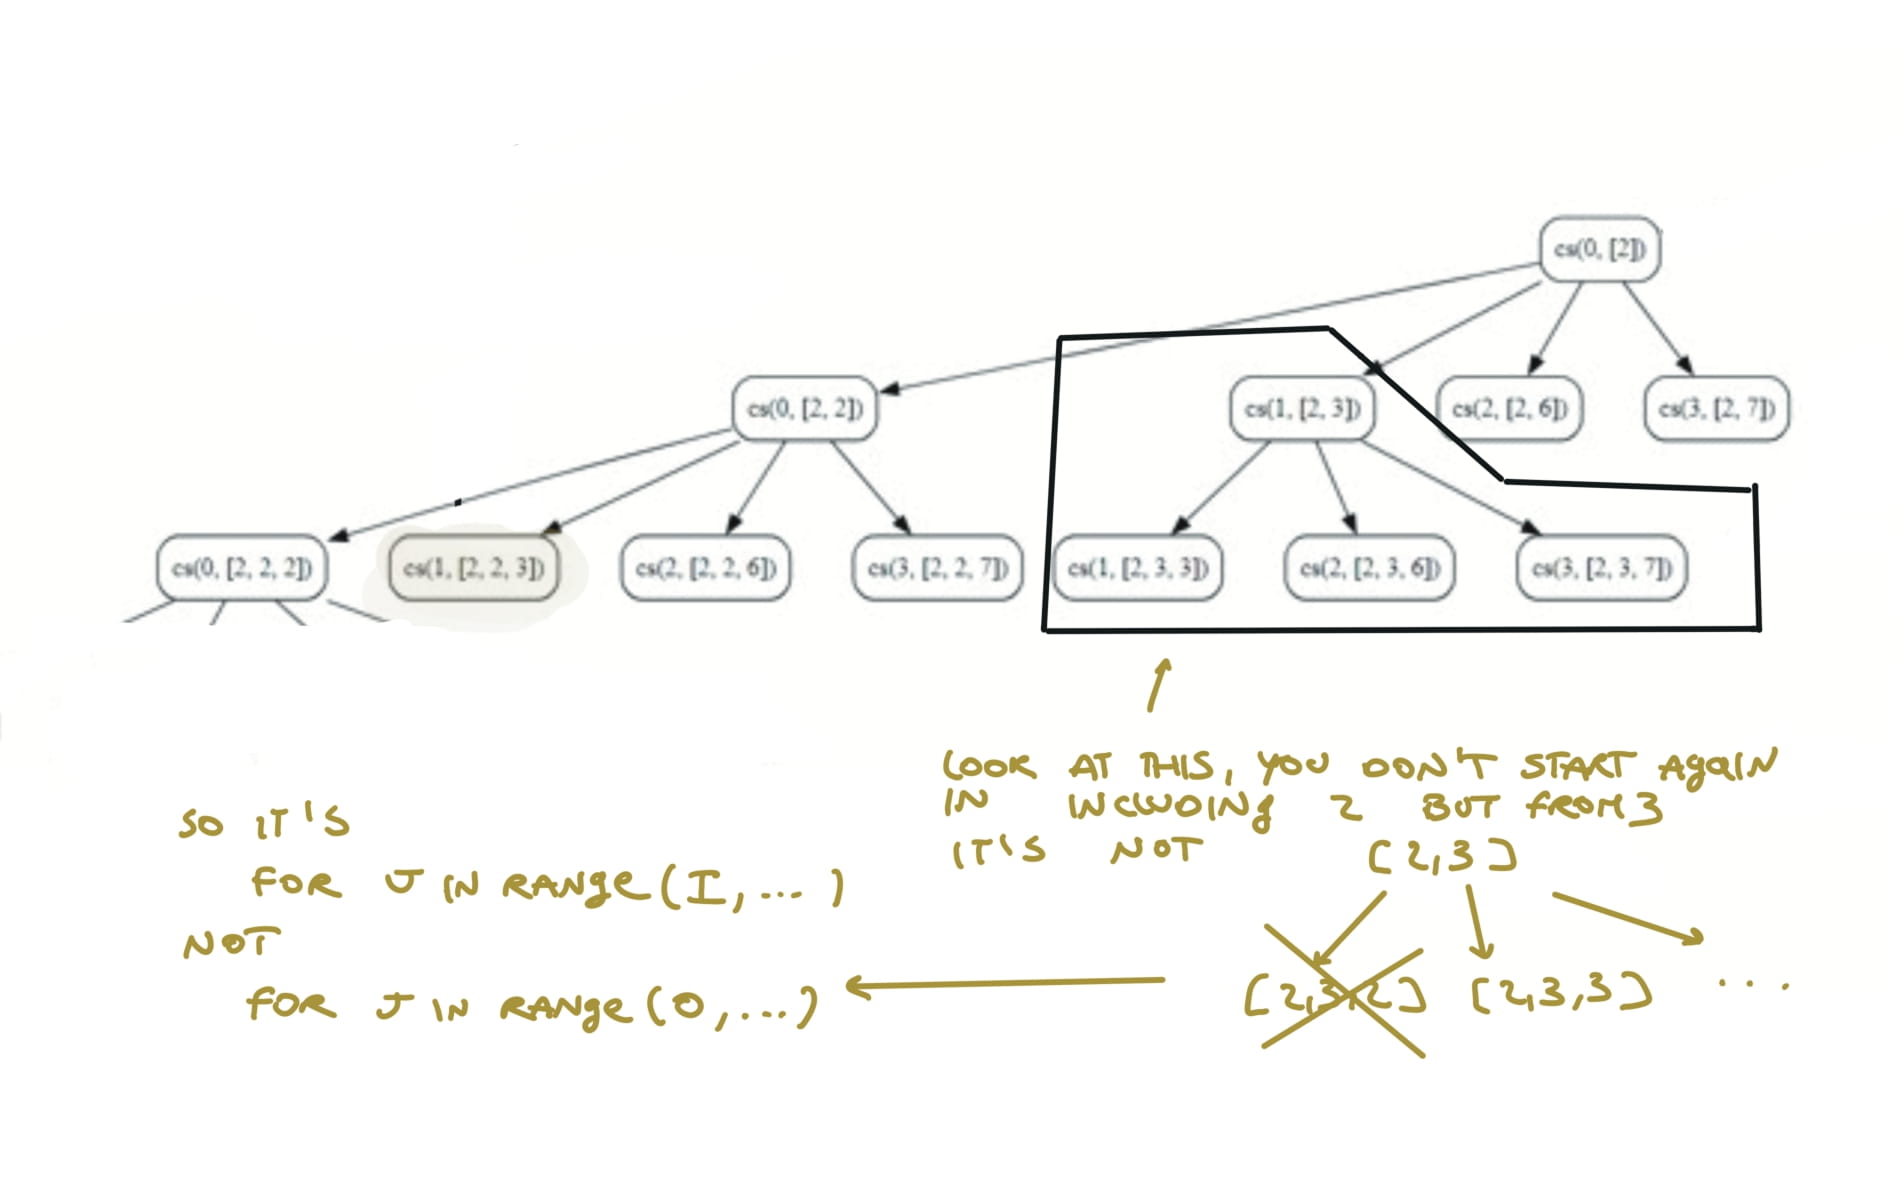 cs(0, [2])
cs(0, [2, 2])
cs(1, [2, 3])
cs(2, [2, 6])
cs(3, [2, 7])
cs(0, [2, 2, 2])
cs(1, [2, 2, 3])
cs(2, [2, 2, 6])
cs(3, [2, 2, 7])
cs(1, [2, 3, 3])
cs(2, [2, 3, 6])
cs(3, [2, 3, 7])
LOOK AT THIS, YOU DON'T START AgAIN
IN INCLUDINg 2 BUT FROM 3
IT'S NOT
[2,3]
[2,3,2] [2,3,3] ...
SO IT'S
FOR J IN RANgE(I, ...)
NOT
FOR J IN RANgE(0, ...)